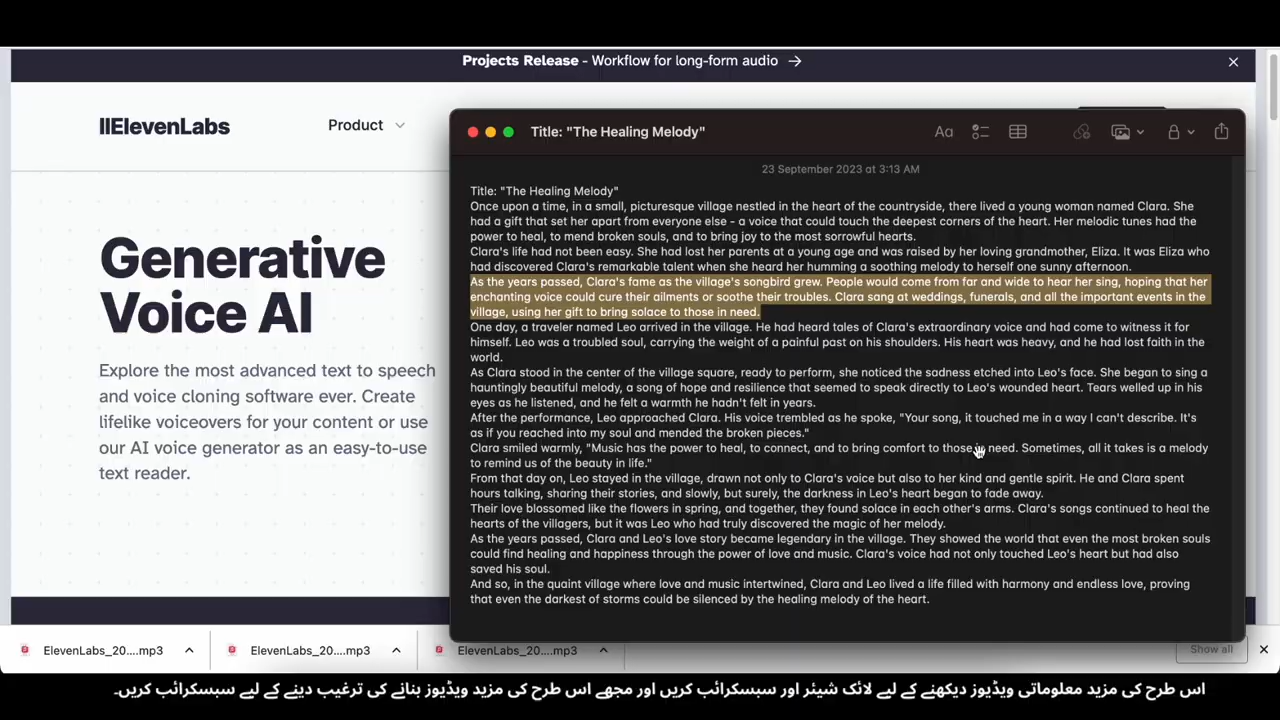 Projects Release - Workflow for long-form audio →
IIElevenLabs
Product
Generative
Voice AI
Explore the most advanced text to speech
and voice cloning software ever. Create
lifelike voiceovers for your content or use
our AI voice generator as an easy-to-use
text reader.
Title: "The Healing Melody"
Aa
23 September 2023 at 3:13 AM
Title: "The Healing Melody"
Once upon a time, in a small, picturesque village nestled in the heart of the countryside, there lived a young woman named Clara. She
had a gift that set her apart from everyone else - a voice that could touch the deepest corners of the heart. Her melodic tunes had the
power to heal, to mend broken souls, and to bring joy to the most sorrowful hearts.
Clara's life had not been easy. She had lost her parents at a young age and was raised by her loving grandmother, Eliza. It was Eliza who
had discovered Clara's remarkable talent when she heard her humming a soothing melody to herself one sunny afternoon.
As the years passed, Clara's fame as the village's songbird grew. People would come from far and wide to hear her sing, hoping that her
enchanting voice could cure their ailments or soothe their troubles. Clara sang at weddings, funerals, and all the important events in the
village, using her gift to bring solace to those in need.
One day, a traveler named Leo arrived in the village. He had heard tales of Clara's extraordinary voice and had come to witness it for
himself. Leo was a troubled soul, carrying the weight of a painful past on his shoulders. His heart was heavy, and he had lost faith in the
world.
As Clara stood in the center of the village square, ready to perform, she noticed the sadness etched into Leo's face. She began to sing a
hauntingly beautiful melody, a song of hope and resilience that seemed to speak directly to Leo's wounded heart. Tears welled up in his
eyes as he listened, and he felt a warmth he hadn't felt in years.
After the performance, Leo approached Clara. His voice trembled as he spoke, "Your song, it touched me in a way I can't describe. It's
as if you reached into my soul and mended the broken pieces."
Clara smiled warmly, "Music has the power to heal, to connect, and to bring comfort to those in need. Sometimes, all it takes is a melody
to remind us of the beauty in life."
From that day on, Leo stayed in the village, drawn not only to Clara's voice but also to her kind and gentle spirit. He and Clara spent
hours talking, sharing their stories, and slowly, but surely, the darkness in Leo's heart began to fade away.
Their love blossomed like the flowers in spring, and together, they found solace in each other's arms. Clara's songs continued to heal the
hearts of the villagers, but it was Leo who had truly discovered the magic of her melody.
As the years passed, Clara and Leo's love story became legendary in the village. They showed the world that even the most broken souls
could find healing and happiness through the power of love and music. Clara's voice had not only touched Leo's heart but had also
saved his soul.
And so, in the quaint village where love and music intertwined, Clara and Leo lived a life filled with harmony and endless love, proving
that even the darkest of storms could be silenced by the healing melody of the heart.
ElevenLabs_20....mp3
ElevenLabs_20....mp3
ElevenLabs_20....mp3
Show all
اس طرح کی مزید معلوماتی ویڈیوز دیکھنے کے لیے لائک شیئر اور سبسکرائب کریں اور مجھے اس طرح کی مزید ویڈیوز بنانے کی ترغیب دینے کے لیے سبسکرائب کریں۔